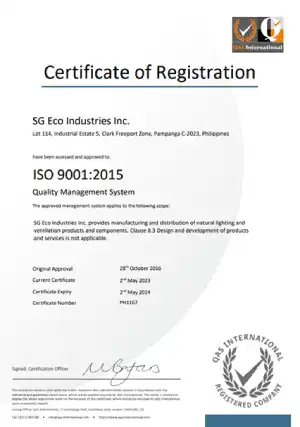 QAS International
Certificate of Registration
SG Eco Industries Inc.
Lot 114, Industrial Estate 5, Clark Freeport Zone, Pampanga C-2023, Philippines
have been assessed and approved to:
ISO 9001:2015
Quality Management System
The approved management system applies to the following scope:
SG Eco Industries Inc. provides manufacturing and distribution of natural lighting and
ventilation products and components. Clause 8.3 Design and development of products
and services is not applicable.
Original Approval 28th October 2016
Current Certificate 2nd May 2023
Certificate Expiry 2nd May 2024
Certificate Number PH1167
Signed: Certification Officer
QAS INTERNATIONAL
REGISTERED COMPANY